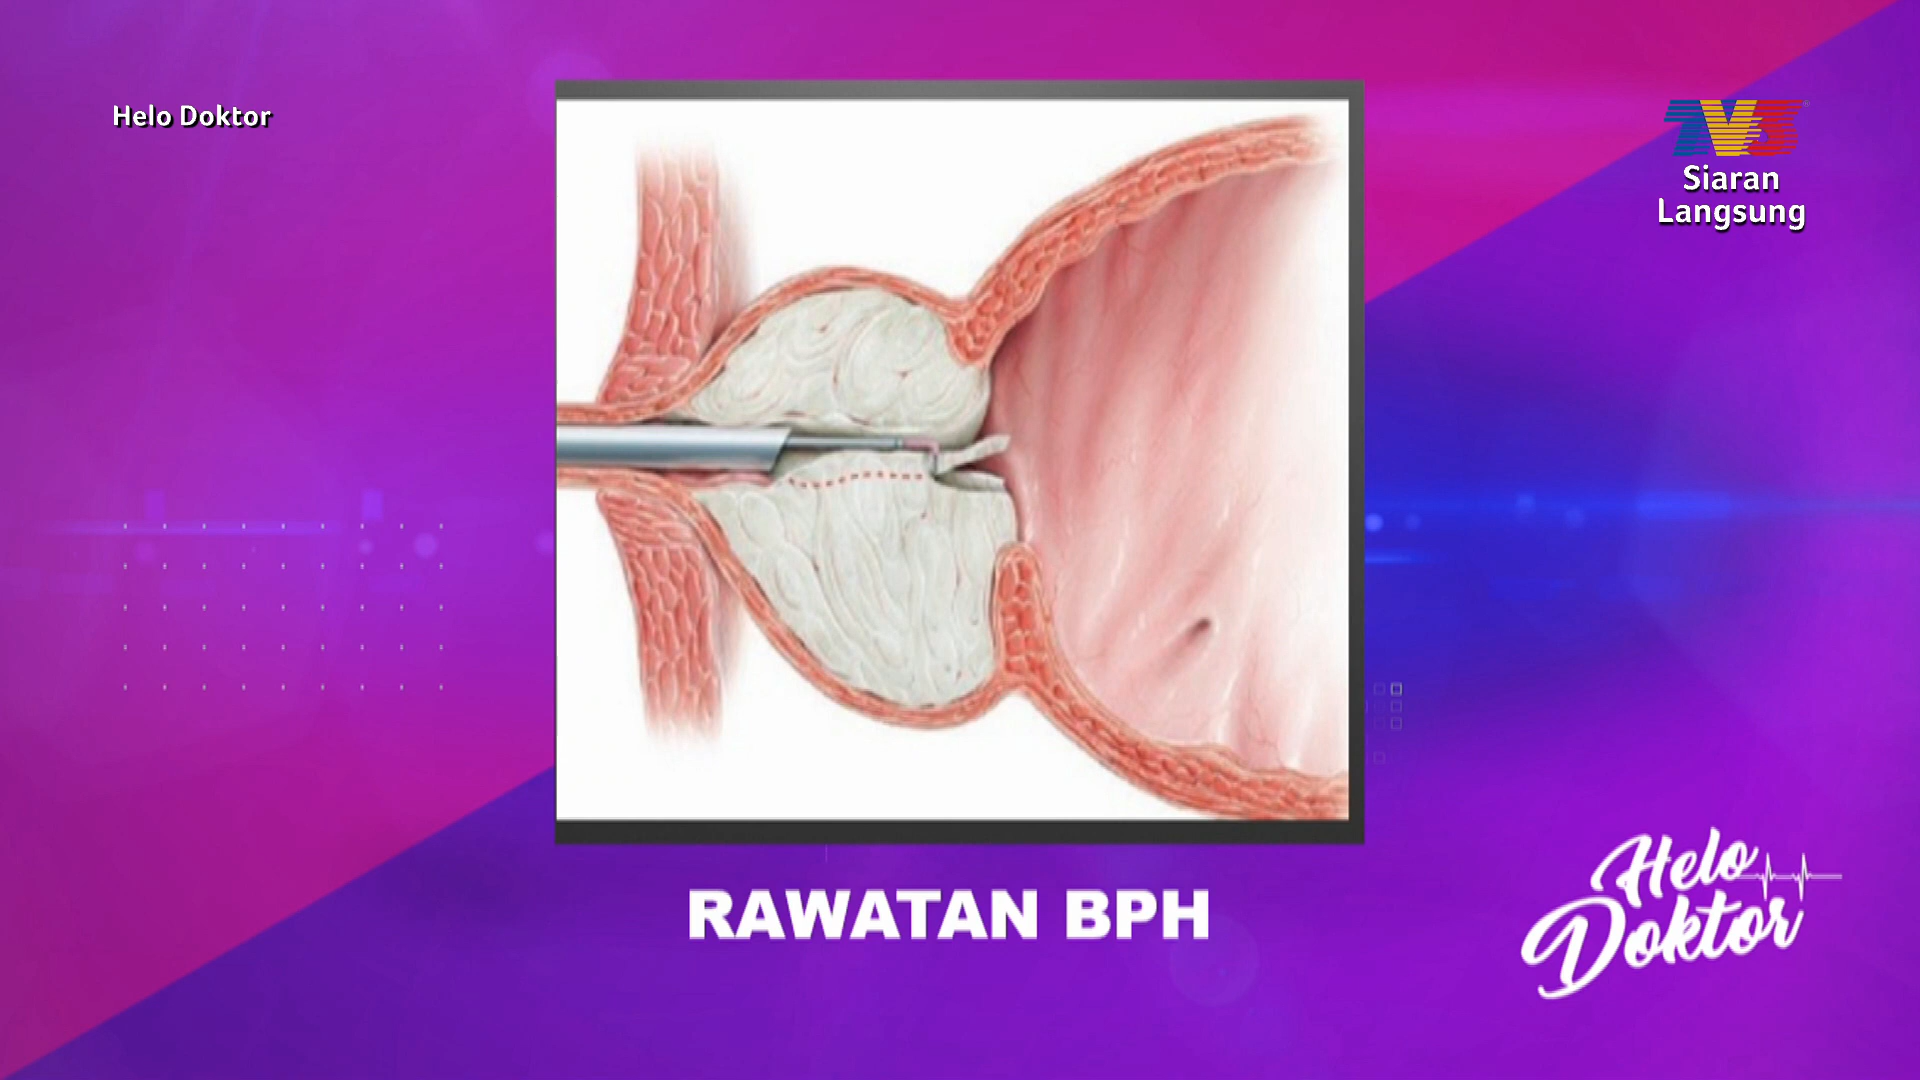 Helo Doktor
TV3
Siaran
Langsung
RAWATAN BPH
Helo
Doktor